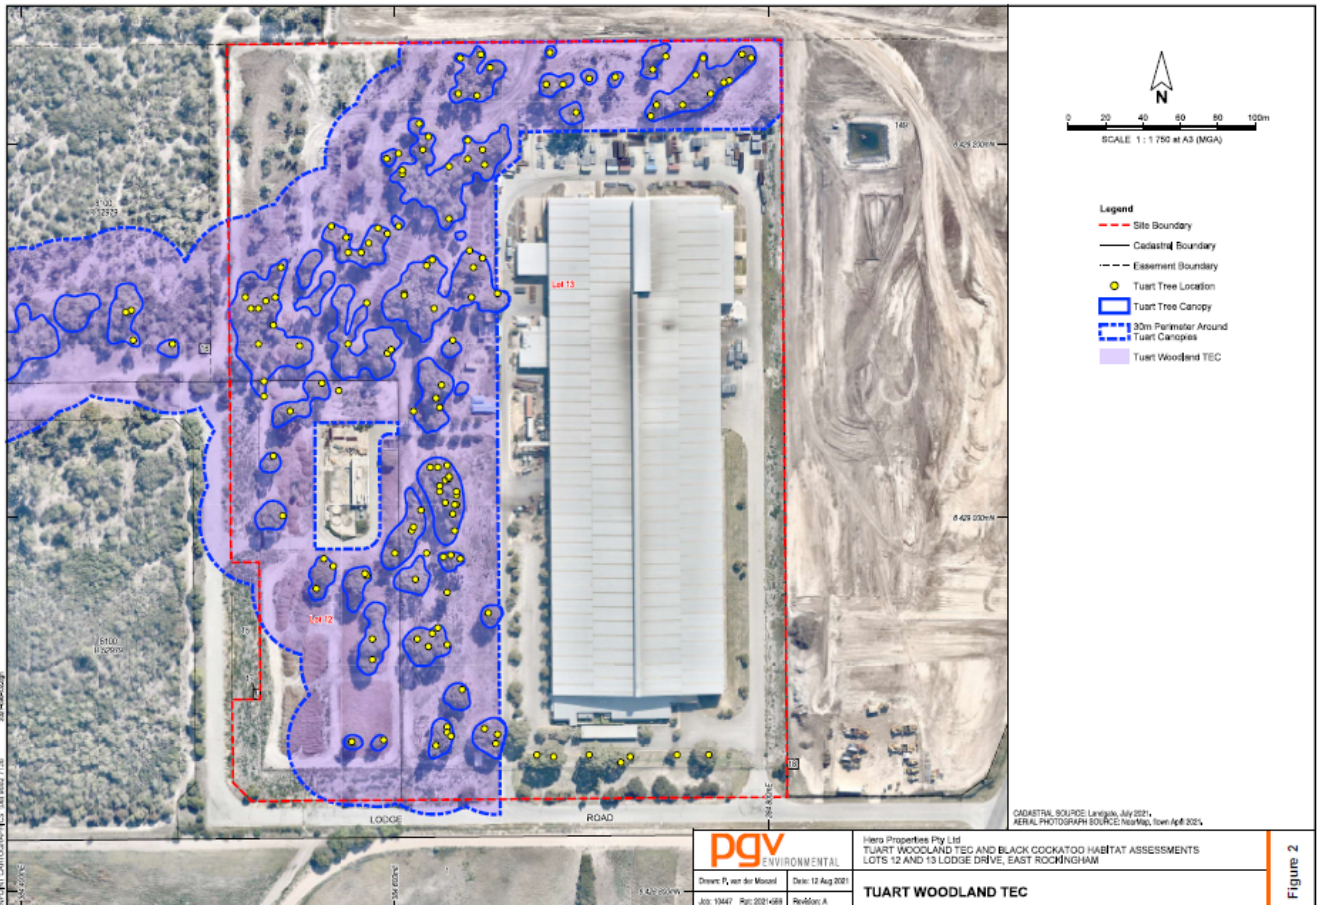 N
0 20 40 60 80 100m
SCALE 1 : 1 750 at A3 (MGA)
Legend
Site Boundary
Cadastral Boundary
Easement Boundary
Tuart Tree Location
Tuart Tree Canopy
30m Perimeter Around
Tuart Canopies
Tuart Woodland TEC
Lot 13
Lot 12
LODGE ROAD
CADASTRAL SOURCE: Landgate, July 2021.
AERIAL PHOTOGRAPH SOURCE: NearMap, flown April 2021.
pgv
ENVIRONMENTAL
Drawn: P. van der Moezel
Date: 12 Aug 2021
Job: 10447
Revision: A
Hero Properties Pty Ltd
TUART WOODLAND TEC AND BLACK COCKATOO HABITAT ASSESSMENTS
LOTS 12 AND 13 LODGE DRIVE, EAST ROCKINGHAM
TUART WOODLAND TEC
Figure 2